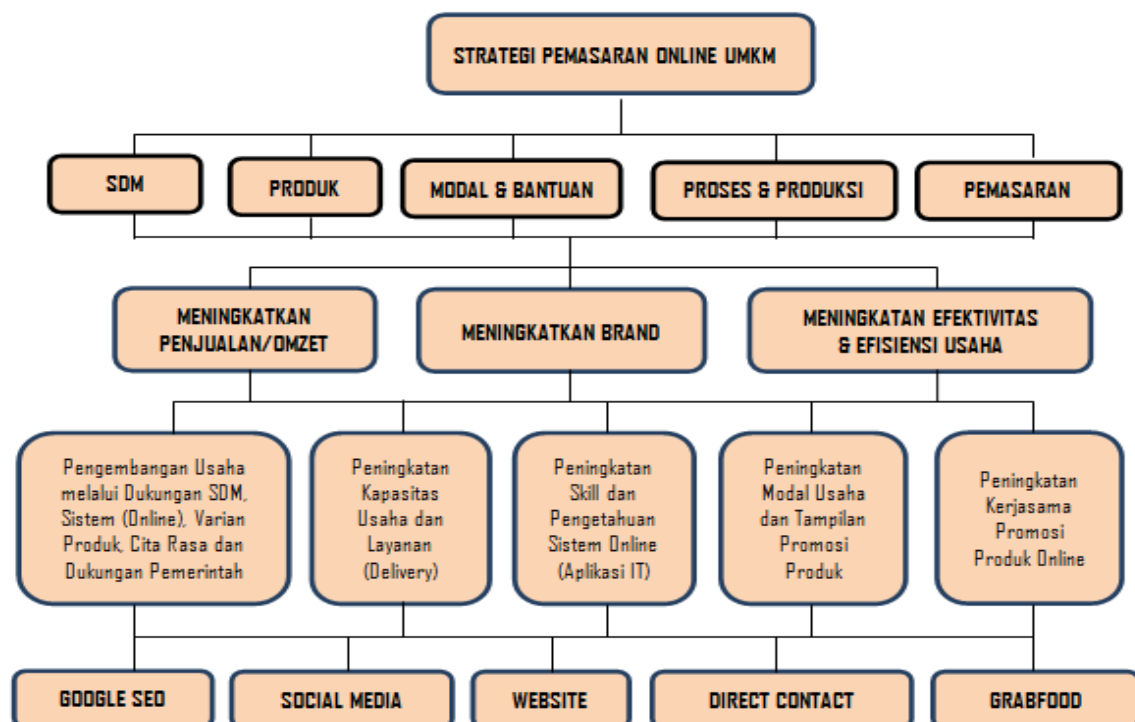 STRATEGI PEMASARAN ONLINE UMKM
SDM
PRODUK
MODAL & BANTUAN
PROSES & PRODUKSI
PEMASARAN
MENINGKATKAN
PENJUALAN/OMZET
MENINGKATKAN BRAND
MENINGKATAN EFEKTIVITAS
& EFISIENSI USAHA
Pengembangan Usaha
melalui Dukungan SDM,
Sistem (Online), Varian
Produk, Cita Rasa dan
Dukungan Pemerintah
Peningkatan
Kapasitas
Usaha dan
Layanan
(Delivery)
Peningkatan
Skill dan
Pengetahuan
Sistem Online
(Aplikasi IT)
Peningkatan
Modal Usaha
dan Tampilan
Promosi
Produk
Peningkatan
Kerjasama
Promosi
Produk Online
GOOGLE SEO
SOCIAL MEDIA
WEBSITE
DIRECT CONTACT
GRABFOOD